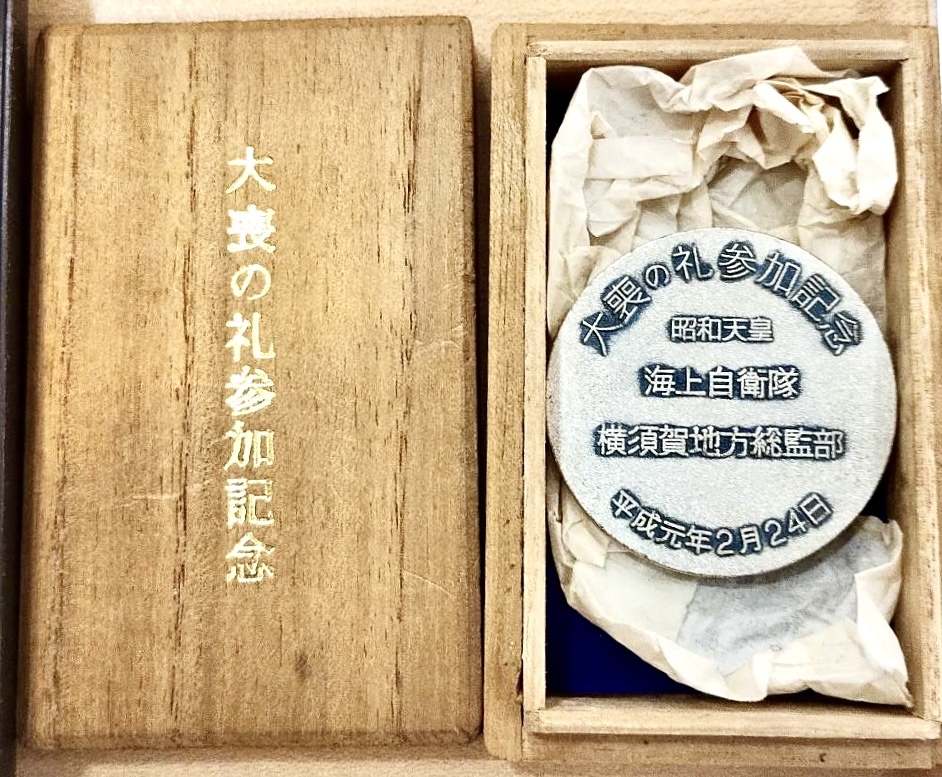 大喪の礼参加記念
大喪の礼参加記念
昭和天皇
海上自衛隊
横須賀地方総監部
平成元年2月24日